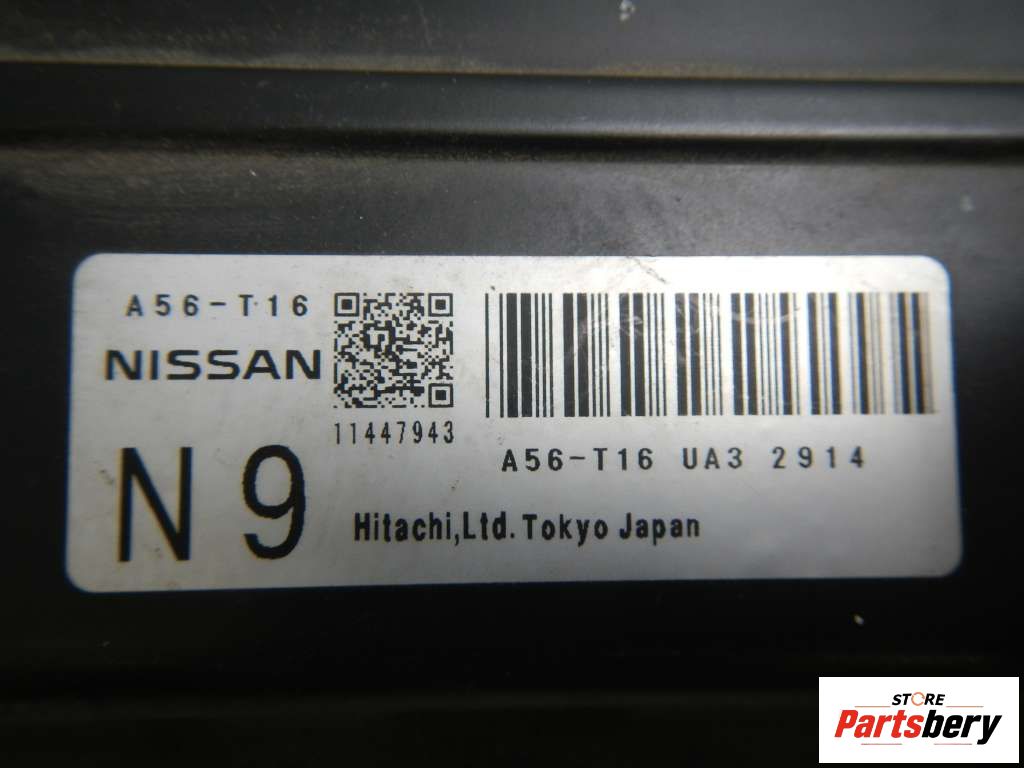 A56-T16
NISSAN
11447943
N9
A56-T16 UA3 2914
Hitachi,Ltd. Tokyo Japan
STORE
Partsbery